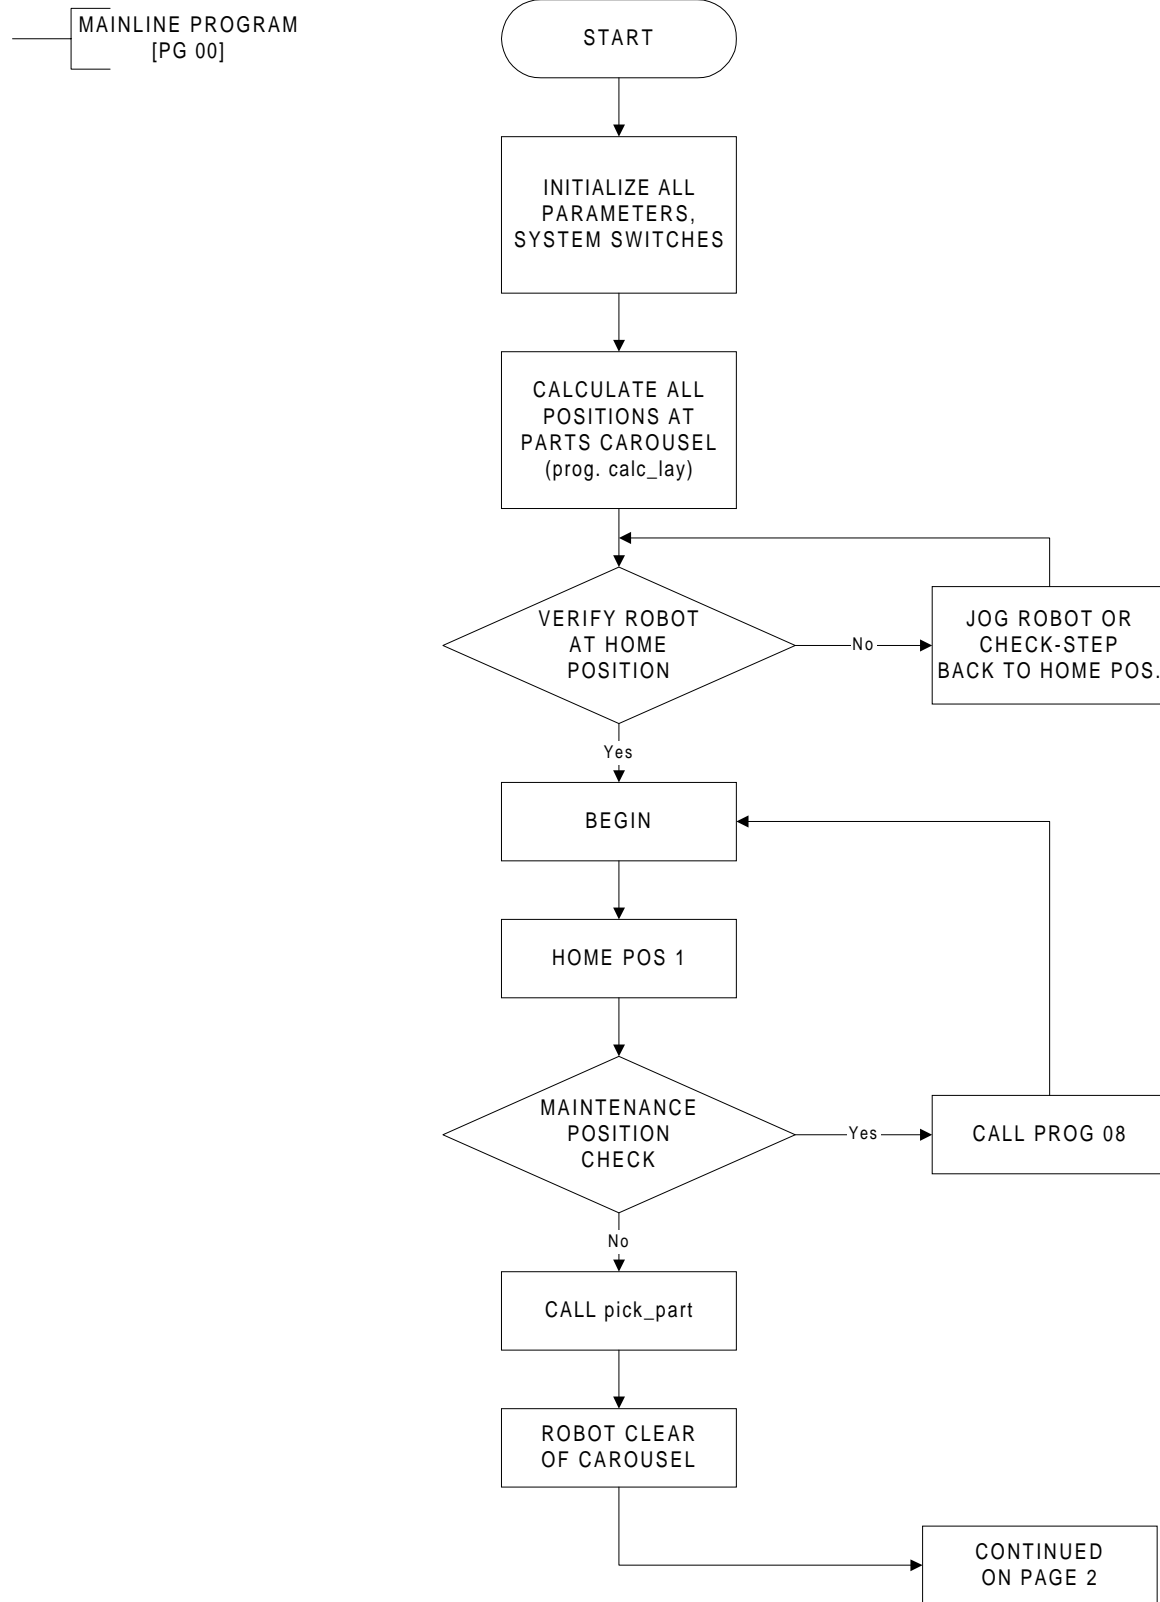 MAINLINE PROGRAM
[PG 00]
START
INITIALIZE ALL
PARAMETERS,
SYSTEM SWITCHES
CALCULATE ALL
POSITIONS AT
PARTS CAROUSEL
(prog. calc_lay)
VERIFY ROBOT
AT HOME
POSITION
No
JOG ROBOT OR
CHECK-STEP
BACK TO HOME POS.
Yes
BEGIN
HOME POS 1
MAINTENANCE
POSITION
CHECK
Yes
CALL PROG 08
No
CALL pick_part
ROBOT CLEAR
OF CAROUSEL
CONTINUED
ON PAGE 2